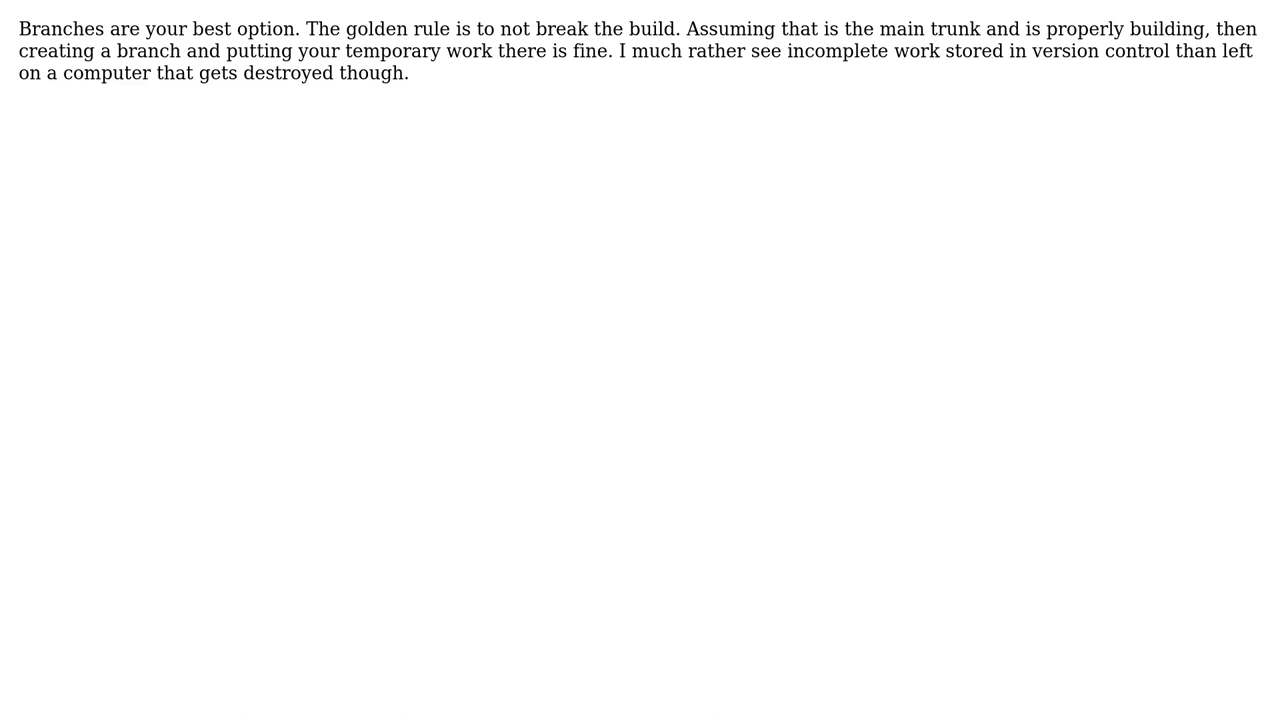 Branches are your best option. The golden rule is to not break the build. Assuming that is the main trunk and is properly building, then
creating a branch and putting your temporary work there is fine. I much rather see incomplete work stored in version control than left
on a computer that gets destroyed though.